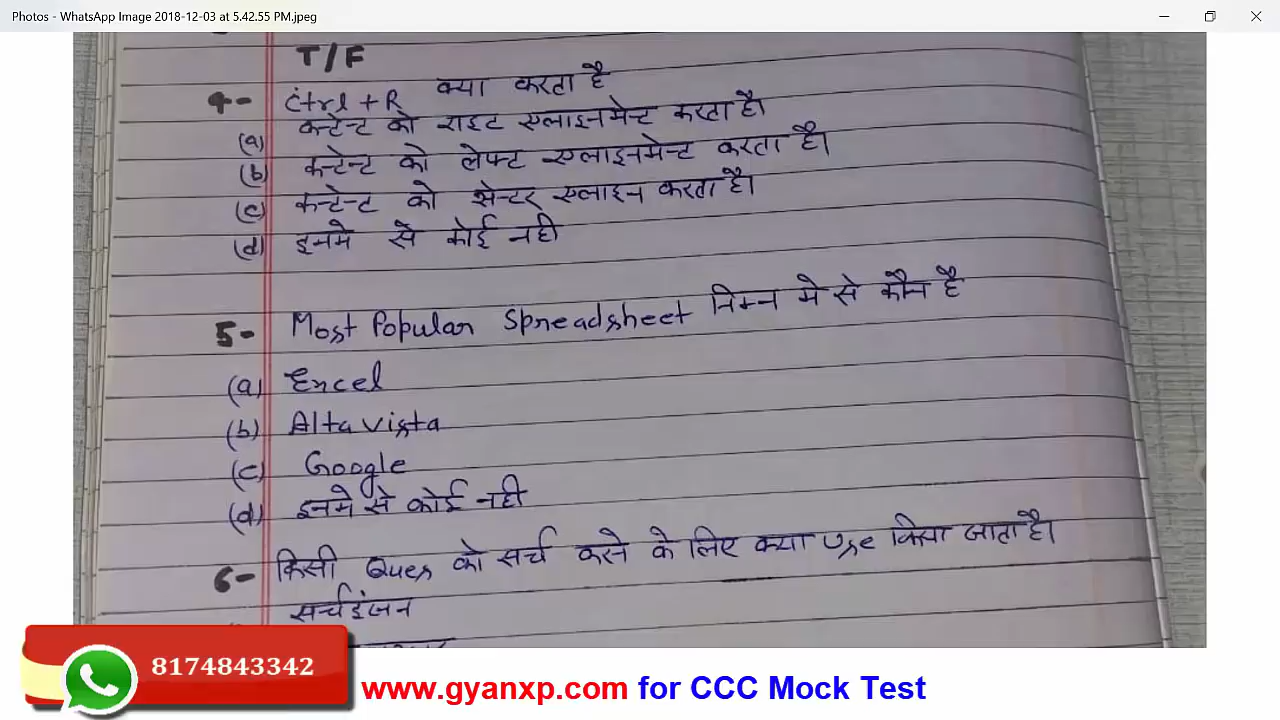 Photos - WhatsApp Image 2018-12-03 at 5.42.55 PM.jpeg
T/F
4- Ctrl + R क्या करता है
(a) कन्टेन्ट को राइट एलाइनमेन्ट करता है।
(b) कन्टेन्ट को लेफ्ट एलाइनमेन्ट करता है।
(c) कन्टेन्ट को सेन्टर एलाइन करता है।
(d) इनमे से कोई नही
5- Most Popular Spreadsheet निम्न मे से कौन है
(a) Excel
(b) Alta vista
(c) Google
(d) इनमे से कोई नही
6- किसी Ques को सर्च करने के लिए क्या Use किया जाता है।
सर्च इंजन
8174843342
www.gyanxp.com for CCC Mock Test